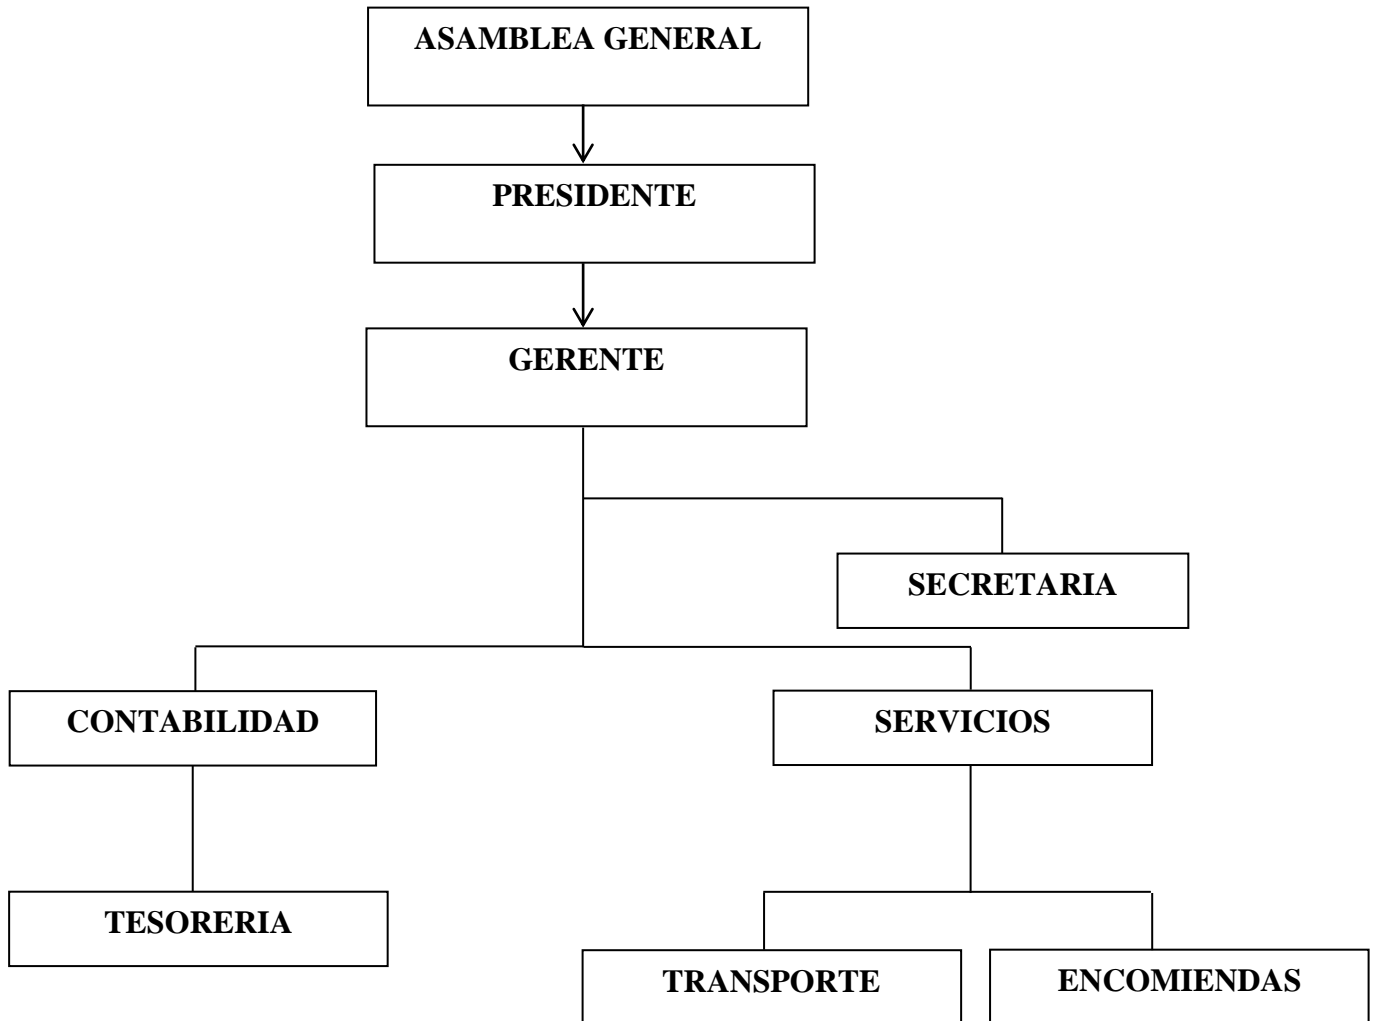 ASAMBLEA GENERAL
PRESIDENTE
GERENTE
SECRETARIA
CONTABILIDAD
SERVICIOS
TESORERIA
TRANSPORTE
ENCOMIENDAS